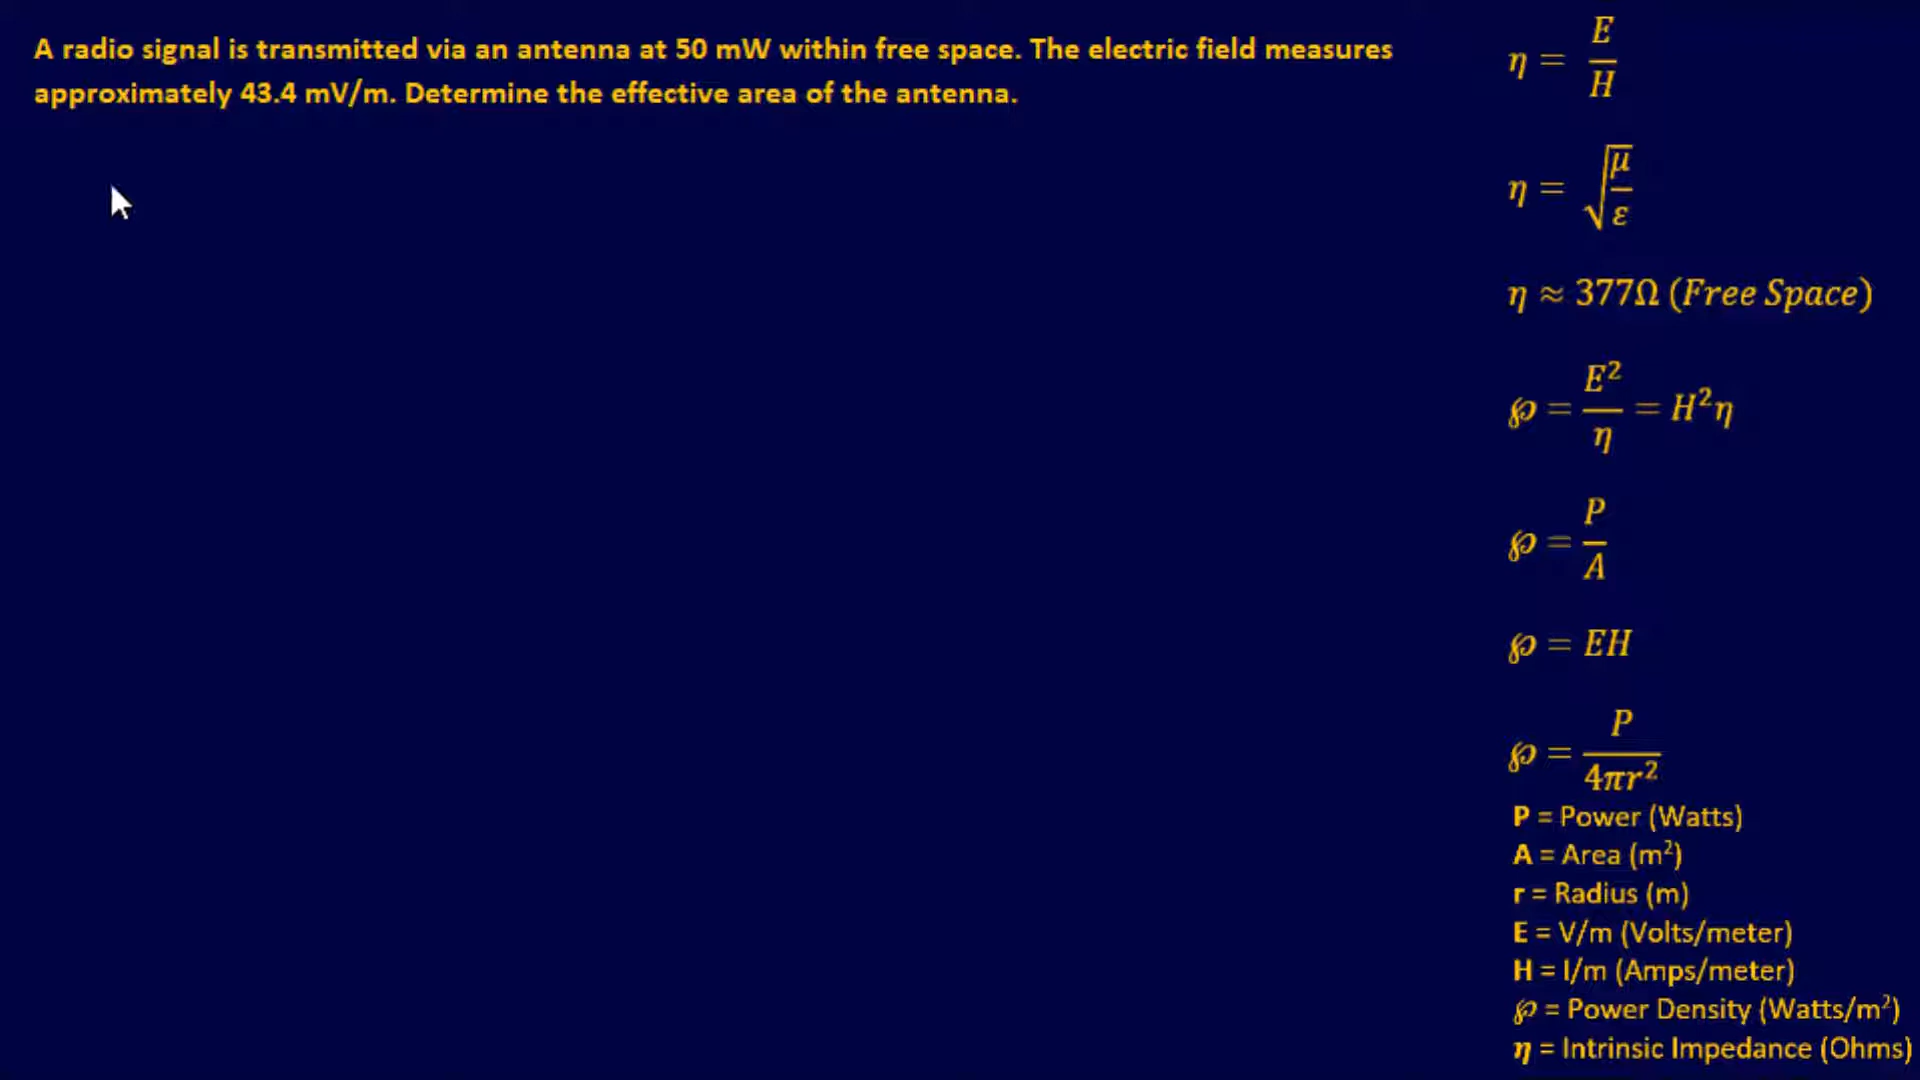 A radio signal is transmitted via an antenna at 50 mW within free space. The electric field measures
approximately 43.4 mV/m. Determine the effective area of the antenna.
η = E/H
η = √(μ/ε)
η ≈ 377Ω (Free Space)
℘ = E²/η = H²η
℘ = P/A
℘ = EH
℘ = P/4πr²
P = Power (Watts)
A = Area (m²)
r = Radius (m)
E = V/m (Volts/meter)
H = I/m (Amps/meter)
℘ = Power Density (Watts/m²)
η = Intrinsic Impedance (Ohms)